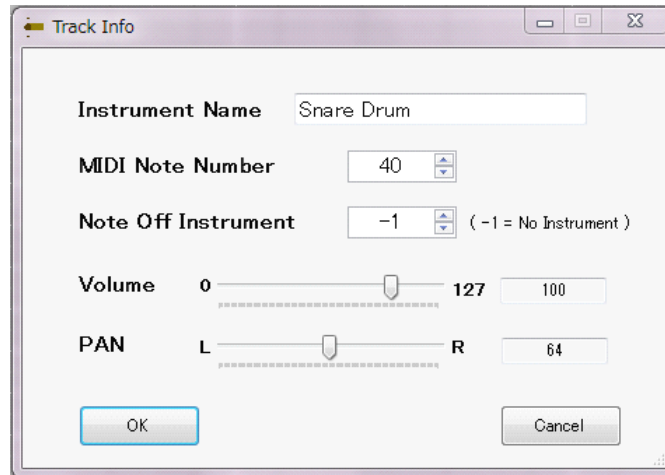 Track Info
Instrument Name Snare Drum
MIDI Note Number 40
Note Off Instrument -1 ( -1 = No Instrument )
Volume 0 127 100
PAN L R 64
OK Cancel